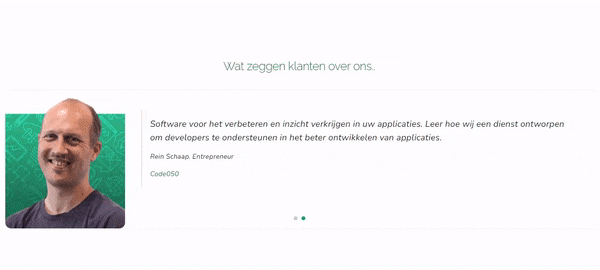 Wat zeggen klanten over ons..
Software voor het verbeteren en inzicht verkrijgen in uw applicaties. Leer hoe wij een dienst ontworpen
om developers te ondersteunen in het beter ontwikkelen van applicaties.
Rein Schaap, Entrepreneur
Code050